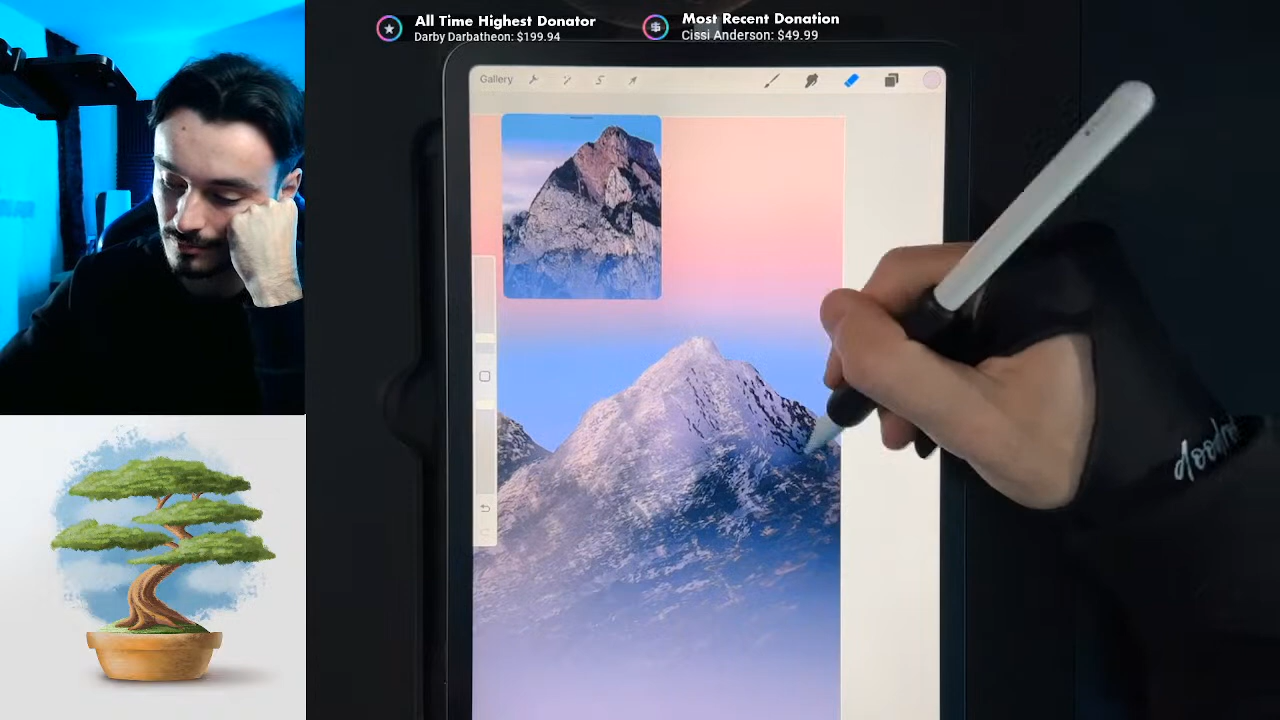 All Time Highest Donator
Darby Darbatheon: $199.94
Most Recent Donation
Cissi Anderson: $49.99
Gallery